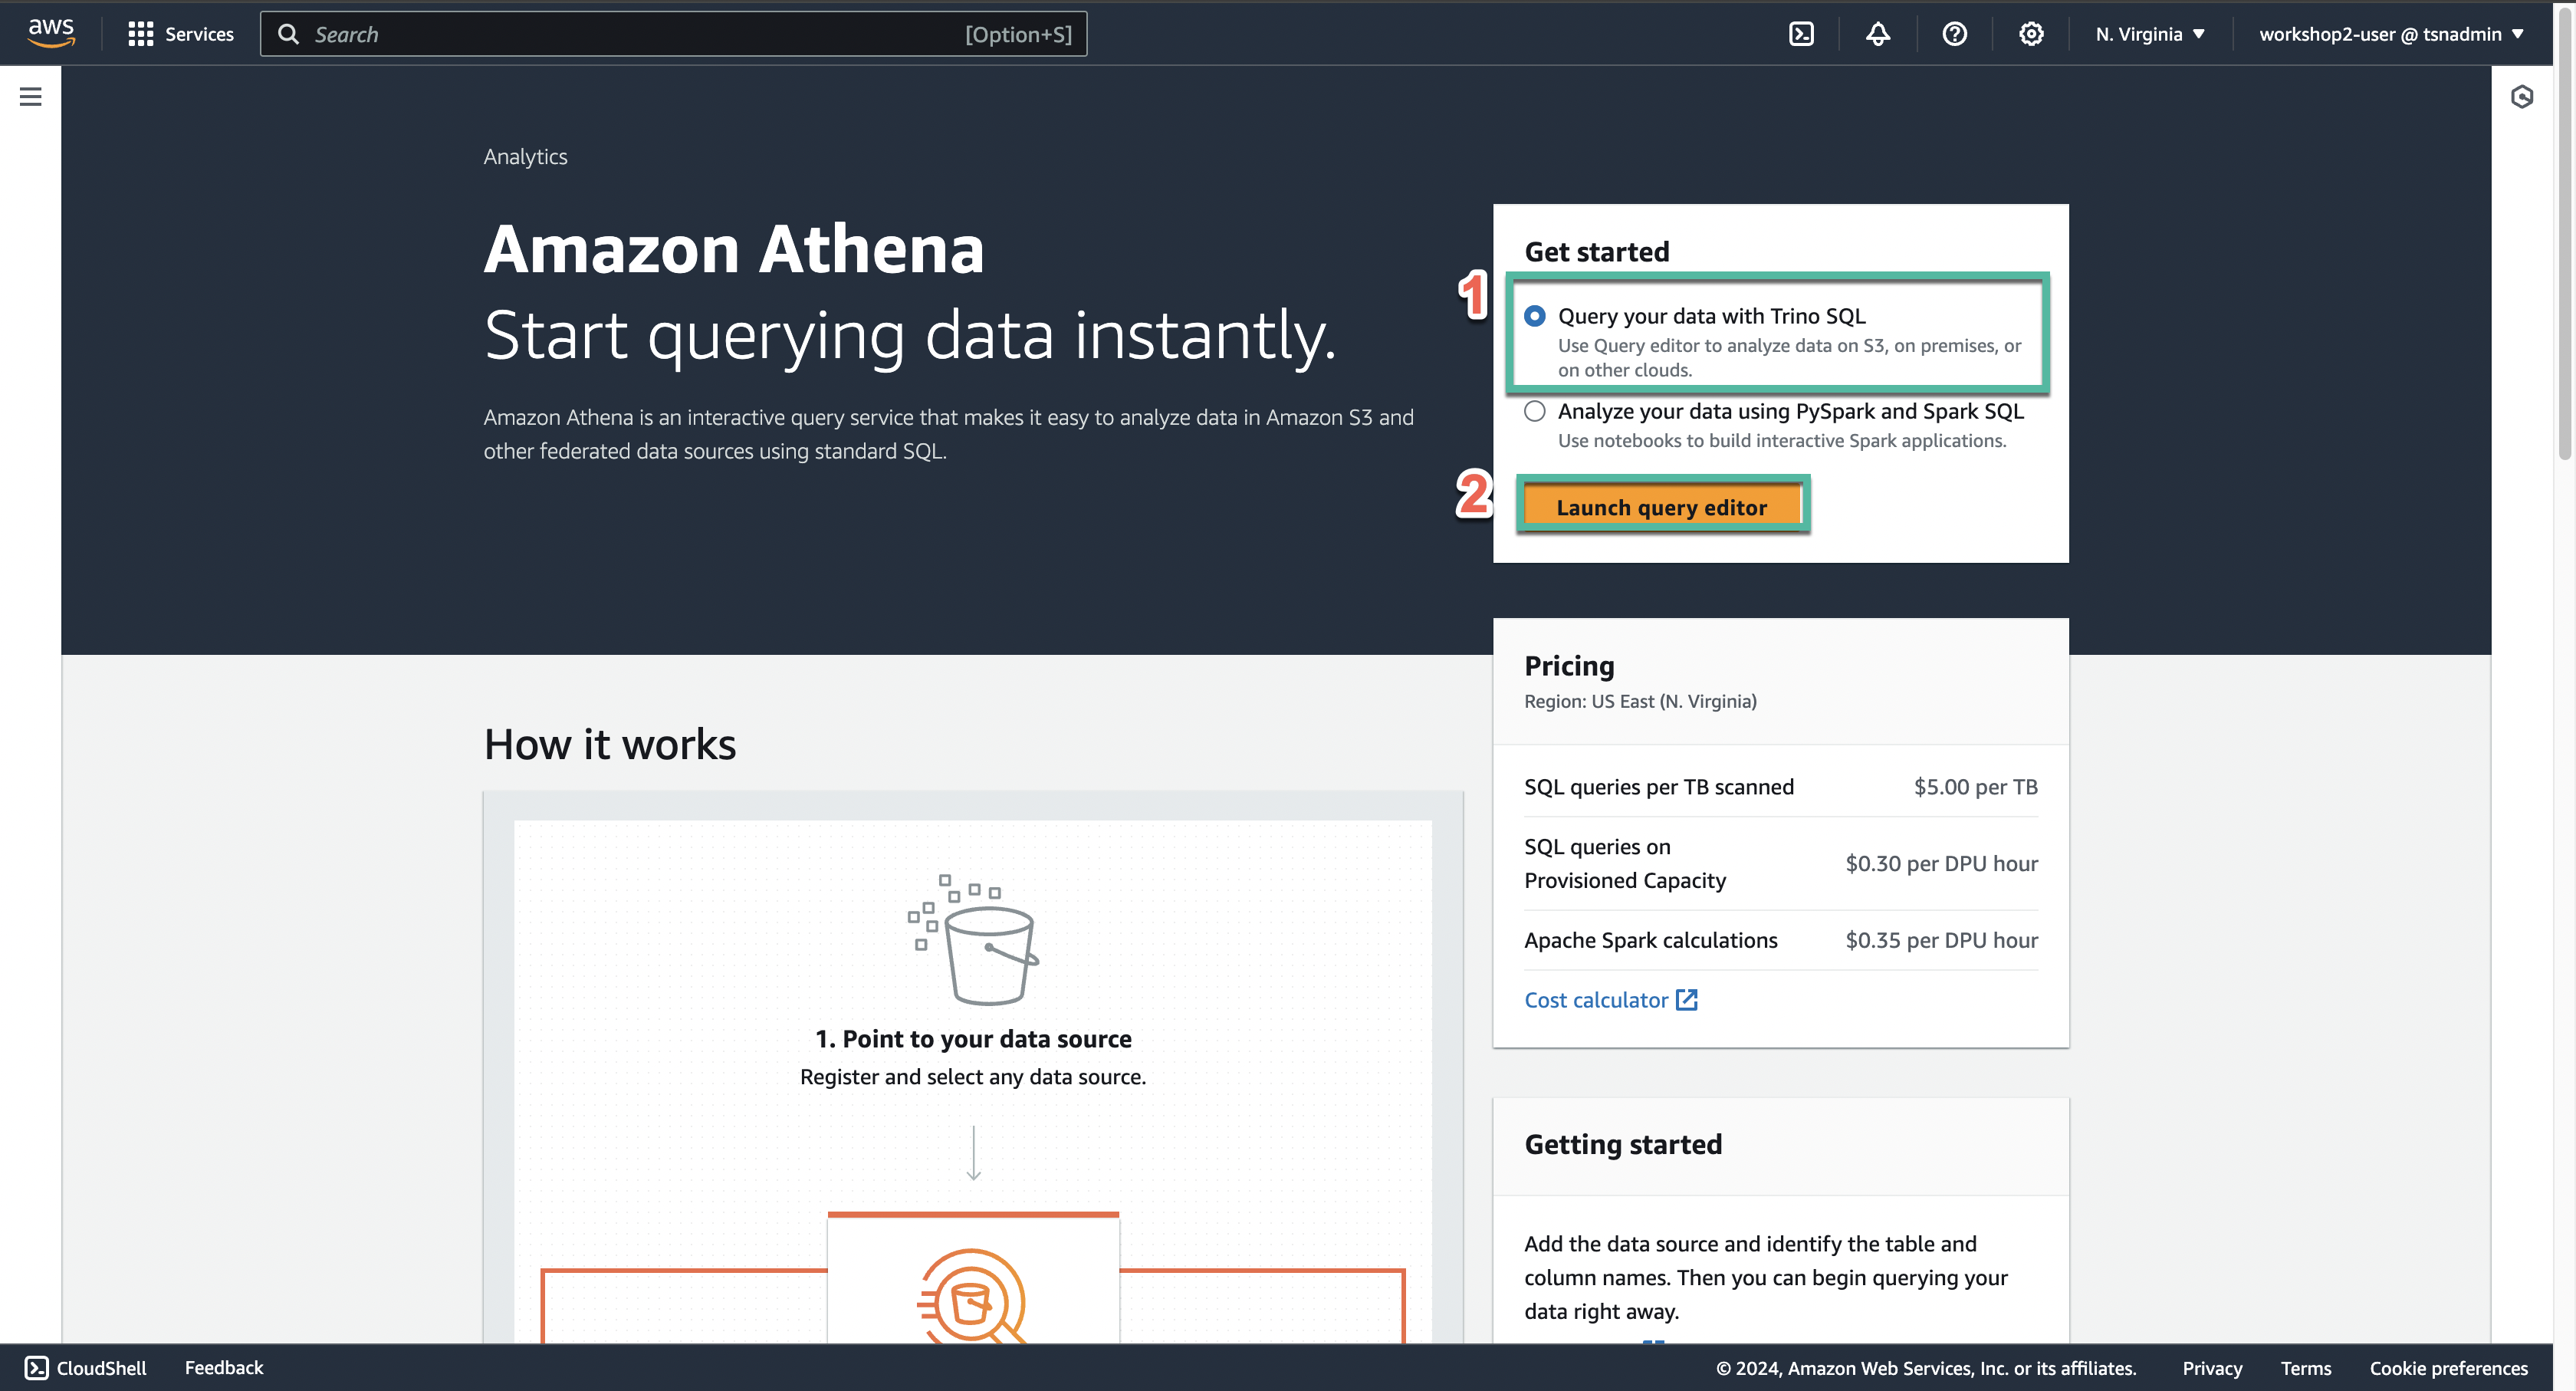 aws
Services
Search
[Option+S]
N. Virginia
workshop2-user @ tsnadmin
Analytics
Amazon Athena
Start querying data instantly.
Amazon Athena is an interactive query service that makes it easy to analyze data in Amazon S3 and
other federated data sources using standard SQL.
Get started
1
Query your data with Trino SQL
Use Query editor to analyze data on S3, on premises, or
on other clouds.
Analyze your data using PySpark and Spark SQL
Use notebooks to build interactive Spark applications.
2
Launch query editor
Pricing
Region: US East (N. Virginia)
SQL queries per TB scanned
$5.00 per TB
SQL queries on
Provisioned Capacity
$0.30 per DPU hour
Apache Spark calculations
$0.35 per DPU hour
Cost calculator
How it works
1. Point to your data source
Register and select any data source.
Getting started
Add the data source and identify the table and
column names. Then you can begin querying your
data right away.
CloudShell
Feedback
© 2024, Amazon Web Services, Inc. or its affiliates.
Privacy
Terms
Cookie preferences